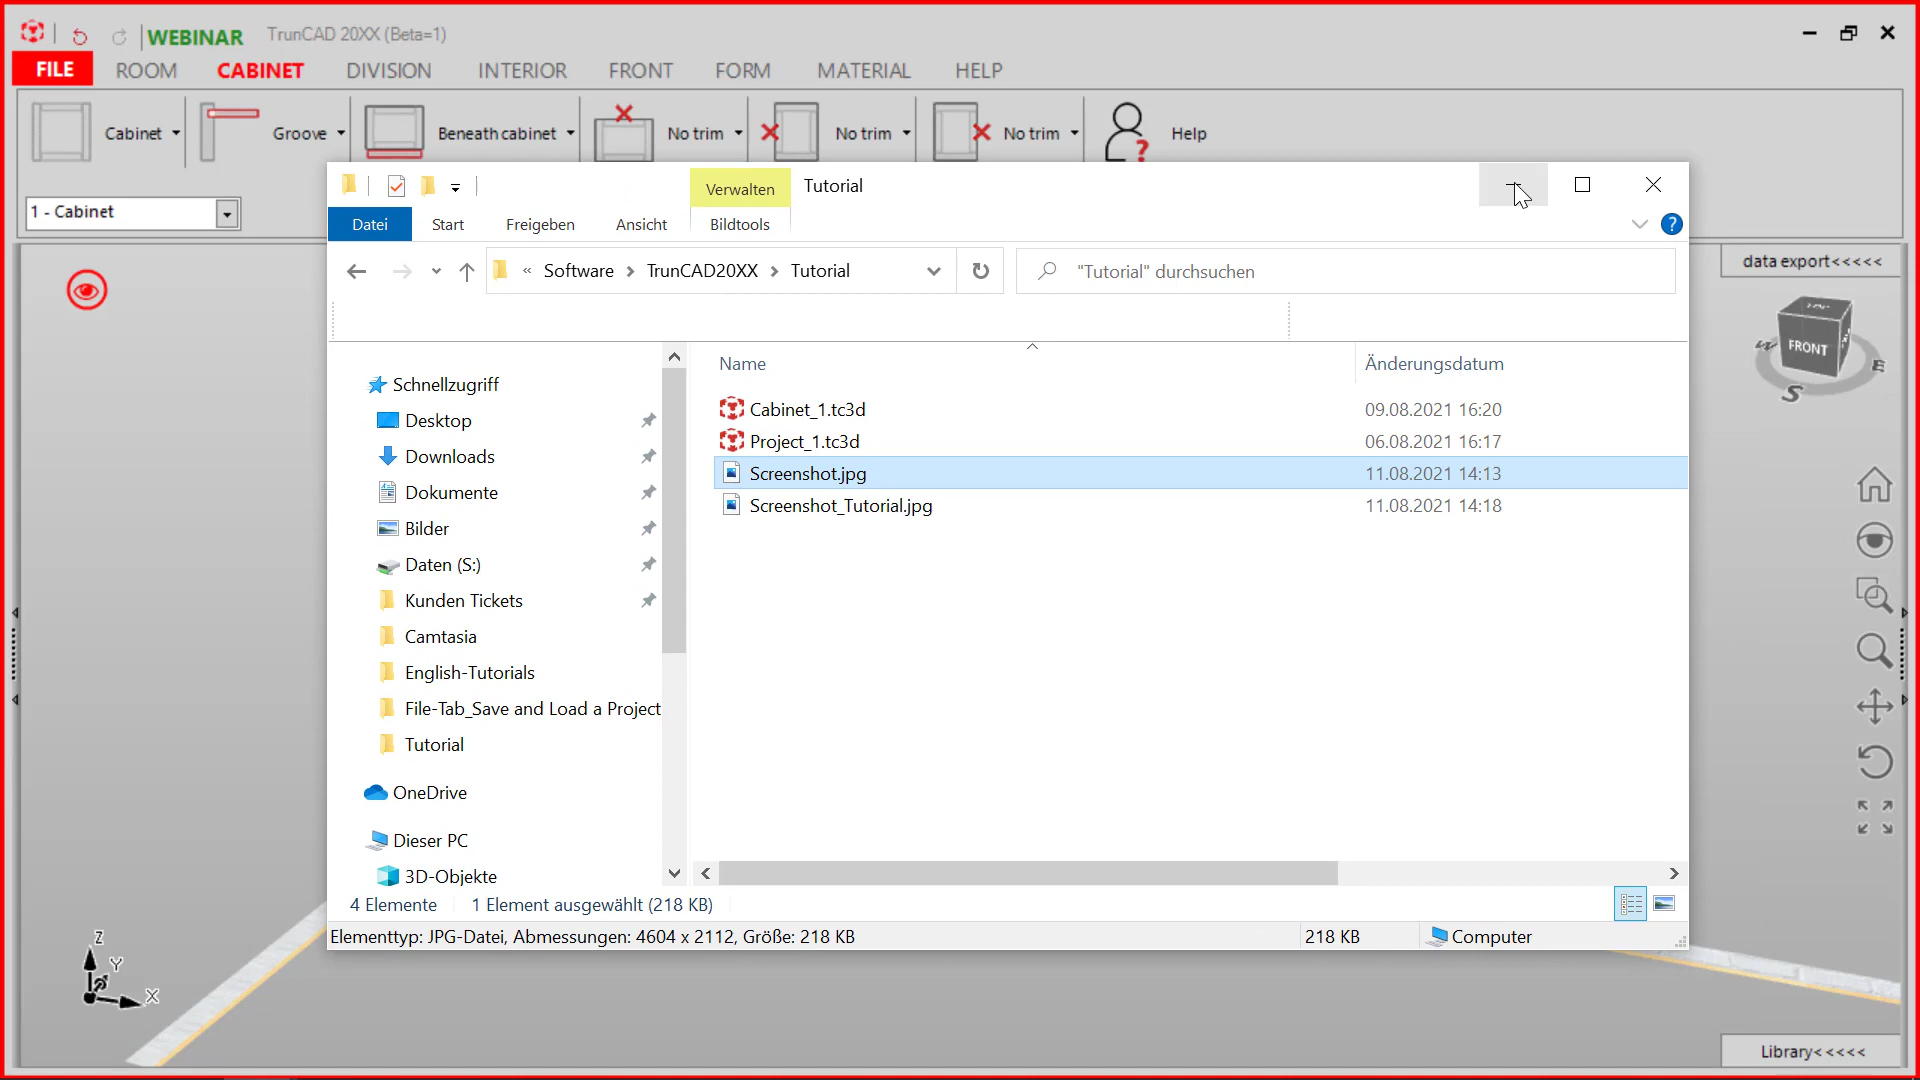 WEBINAR TrunCAD 20XX (Beta=1)
FILE ROOM CABINET DIVISION INTERIOR FRONT FORM MATERIAL HELP
Cabinet Groove Beneath cabinet No trim No trim No trim Help
1 - Cabinet
Verwalten Tutorial
Datei Start Freigeben Ansicht Bildtools
« Software TrunCAD20XX Tutorial
"Tutorial" durchsuchen
data export<<<<<
FRONT
W
E
S
Name Änderungsdatum
Cabinet_1.tc3d 09.08.2021 16:20
Project_1.tc3d 06.08.2021 16:17
Screenshot.jpg 11.08.2021 14:13
Screenshot_Tutorial.jpg 11.08.2021 14:18
Schnellzugriff
Desktop
Downloads
Dokumente
Bilder
Daten (S:)
Kunden Tickets
Camtasia
English-Tutorials
File-Tab_Save and Load a Project
Tutorial
OneDrive
Dieser PC
3D-Objekte
4 Elemente 1 Element ausgewählt (218 KB)
Elementtyp: JPG-Datei, Abmessungen: 4604 x 2112, Größe: 218 KB 218 KB Computer
Z
Y
X
Library<<<<<